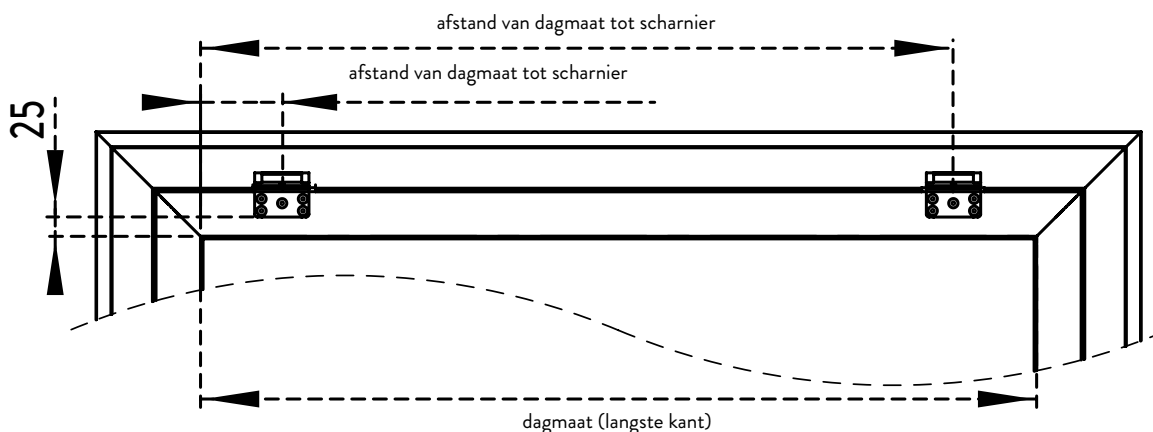 afstand van dagmaat tot scharnier
afstand van dagmaat tot scharnier
25
dagmaat (langste kant)